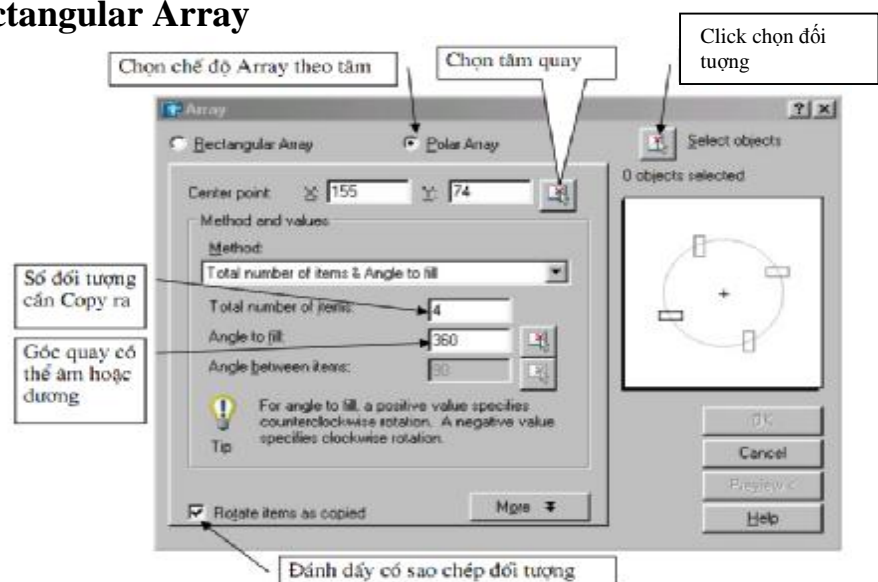 ctangular Array
Click chọn đối
tuợng
Chọn chế độ Array theo tâm
Chọn tâm quay
Array
Rectangular Array
Polar Array
Select objects
0 objects selected
Center point: X: 155 Y: 74
Method and values
Method:
Total number of items & Angle to fill
Số đối tượng
cần Copy ra
Total number of items: 4
Angle to fill: 360
Góc quay có
thể âm hoặc
dương
Angle between items: 90
For angle to fill, a positive value specifies
counterclockwise rotation. A negative value
specifies clockwise rotation.
Tip
OK
Cancel
Preview <
Help
Rotate items as copied
More
Đánh dấy có sao chép đối tượng